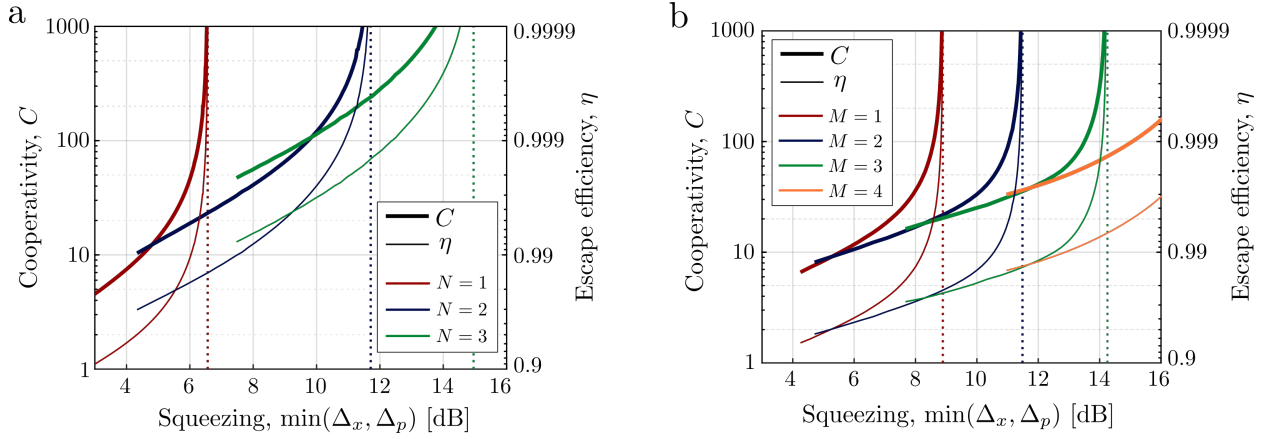 a
Cooperativity, C
1000
100
10
1
4
6
8
10
12
14
16
Squeezing, min(Δₓ, Δₚ) [dB]
0.9999
0.9999
0.99
0.9
Escape efficiency, η
C
η
N = 1
N = 2
N = 3
b
Cooperativity, C
1000
100
10
1
4
6
8
10
12
14
16
Squeezing, min(Δₓ, Δₚ) [dB]
0.9999
0.9999
0.999
0.99
0.9
Escape efficiency, η
C
η
M = 1
M = 2
M = 3
M = 4